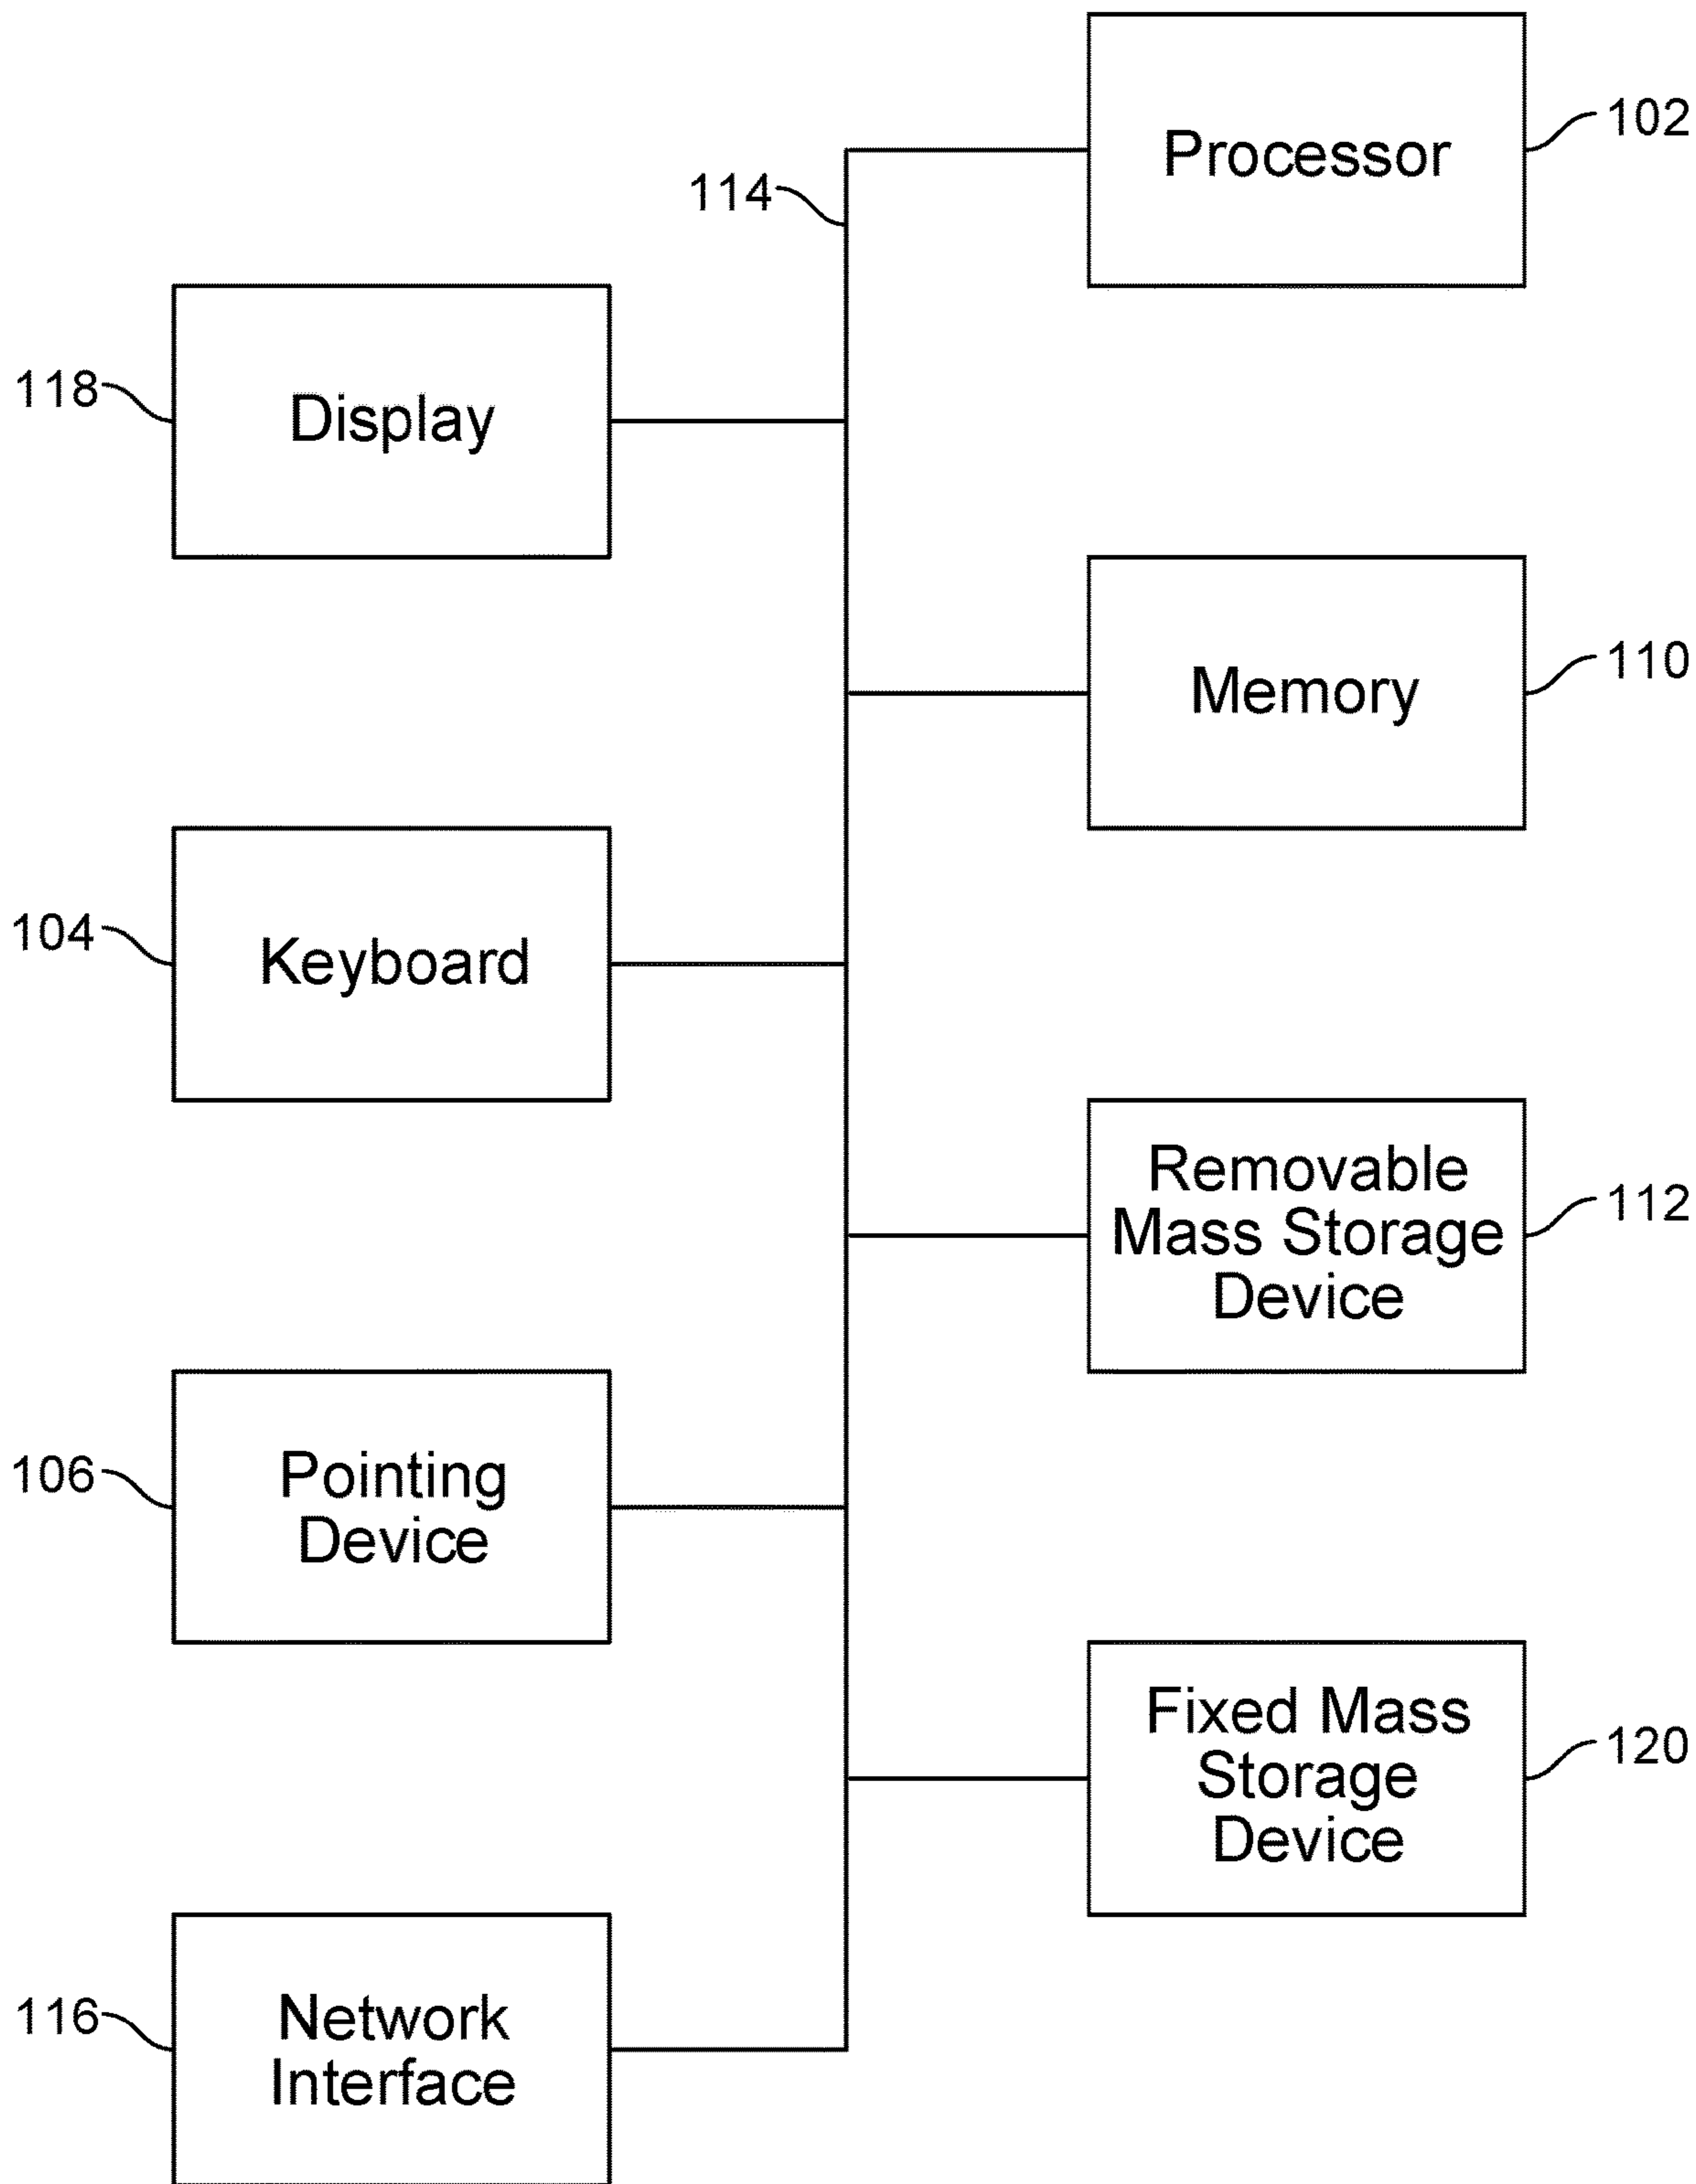 Processor
102
114
118
Display
Memory
110
104
Keyboard
Removable
Mass Storage
Device
112
106
Pointing
Device
Fixed Mass
Storage
Device
120
116
Network
Interface